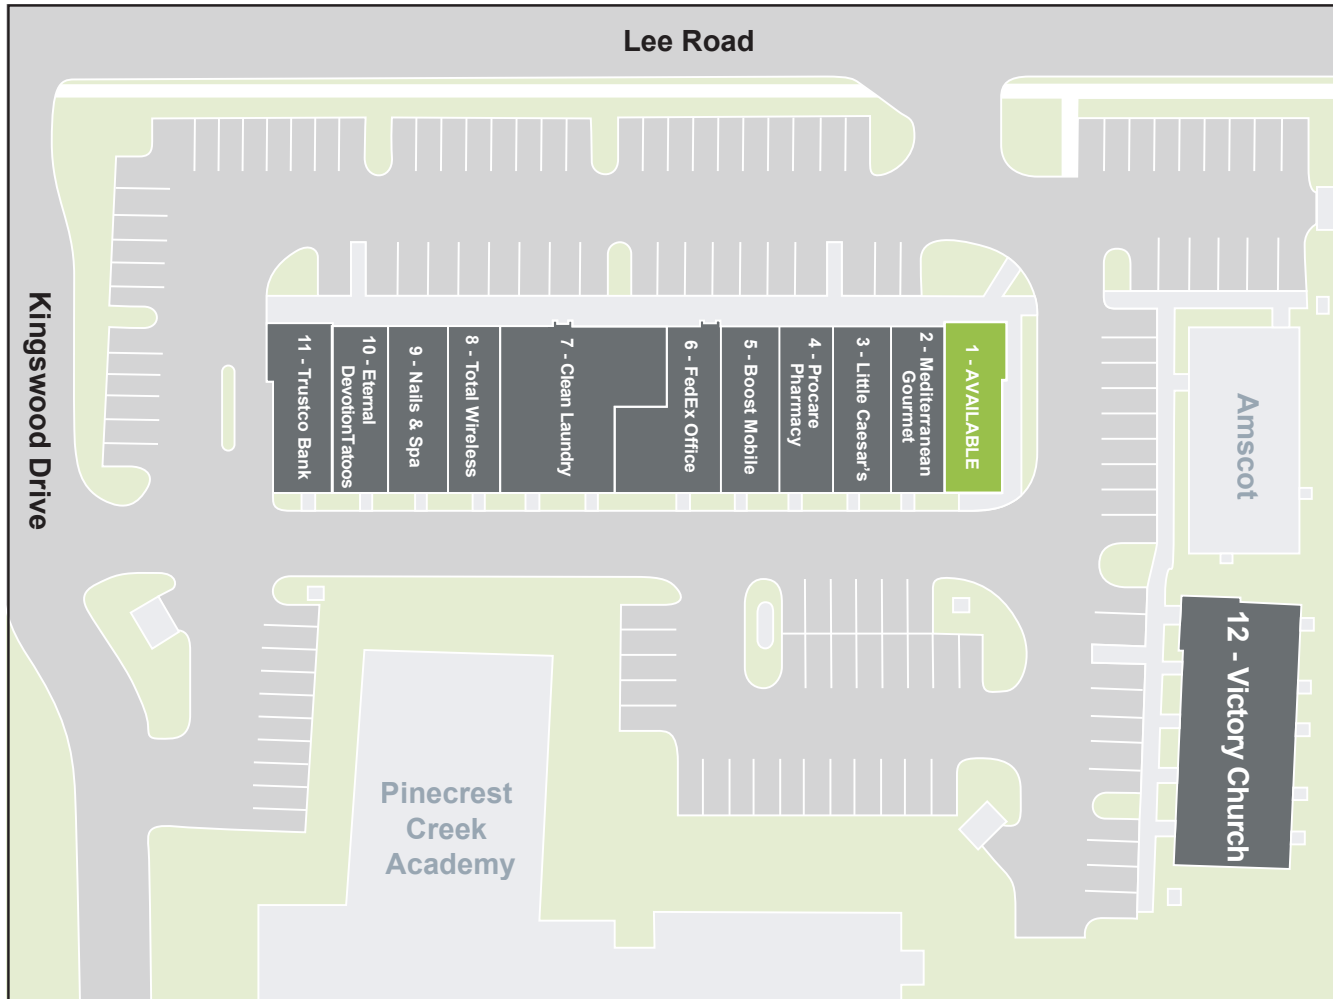 Lee Road
Kingswood Drive
11 - Trustco Bank
10 - Eternal
DevotionTatoos
9 - Nails & Spa
8 - Total Wireless
7 - Clean Laundry
6 - FedEx Office
5 - Boost Mobile
4 - Procare
Pharmacy
3 - Little Caesar's
2 - Mediterranean
Gourmet
1 - AVAILABLE
Amscot
12 - Victory Church
Pinecrest
Creek
Academy